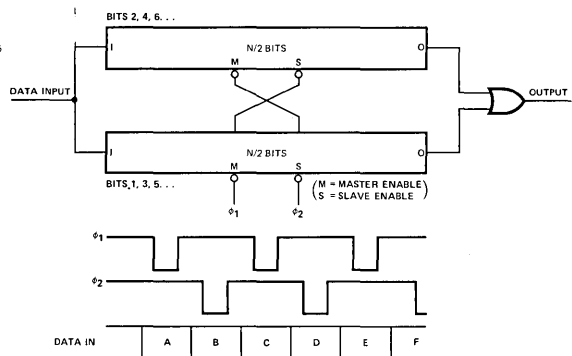 BITS 2, 4, 6. . .
I N/2 BITS O
M S
DATA INPUT
OUTPUT
I N/2 BITS O
M S
BITS 1, 3, 5. . .
(M = MASTER ENABLE
S = SLAVE ENABLE)
ϕ1 ϕ2
ϕ1
ϕ2
DATA IN A B C D E F